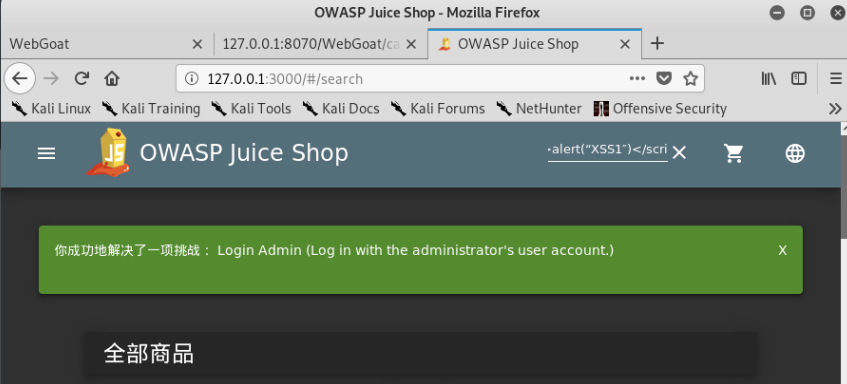 OWASP Juice Shop - Mozilla Firefox
WebGoat
127.0.0.1:8070/WebGoat/ca
OWASP Juice Shop
127.0.0.1:3000/#/search
Kali Linux Kali Training Kali Tools Kali Docs Kali Forums NetHunter Offensive Security
JS OWASP Juice Shop
alert("XSS1″)</scri
你成功地解决了一项挑战： Login Admin (Log in with the administrator's user account.) X
全部商品